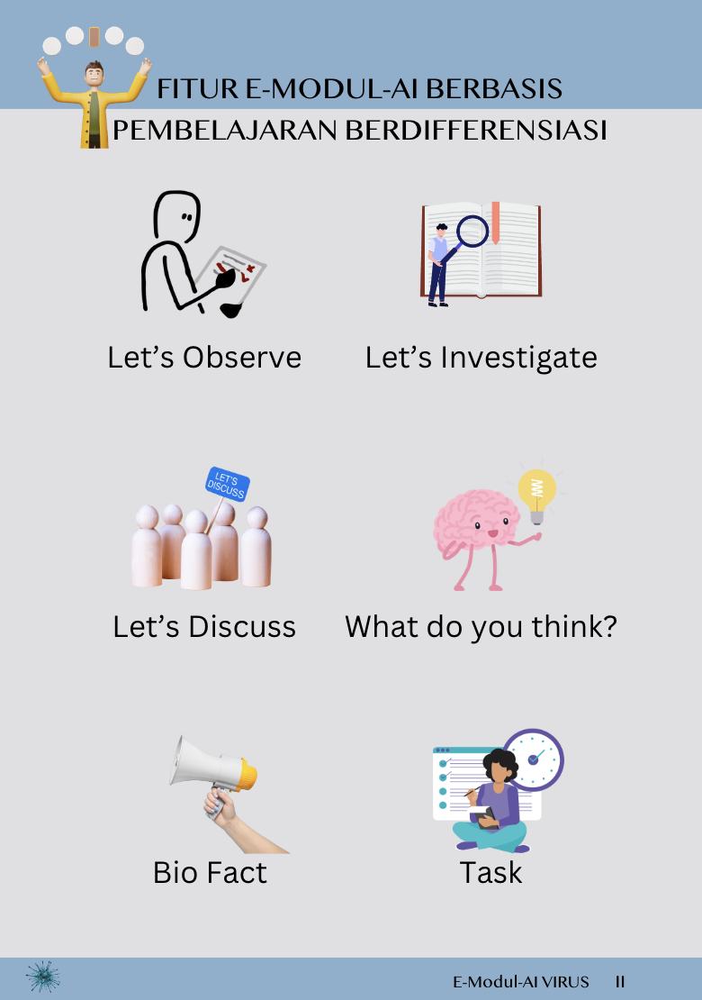 FITUR E-MODUL-AI BERBASIS
PEMBELAJARAN BERDIFFERENSIASI
Let’s Observe
Let’s Investigate
LET'S
DISCUSS
Let’s Discuss
What do you think?
Bio Fact
Task
E-Modul-AI VIRUS II